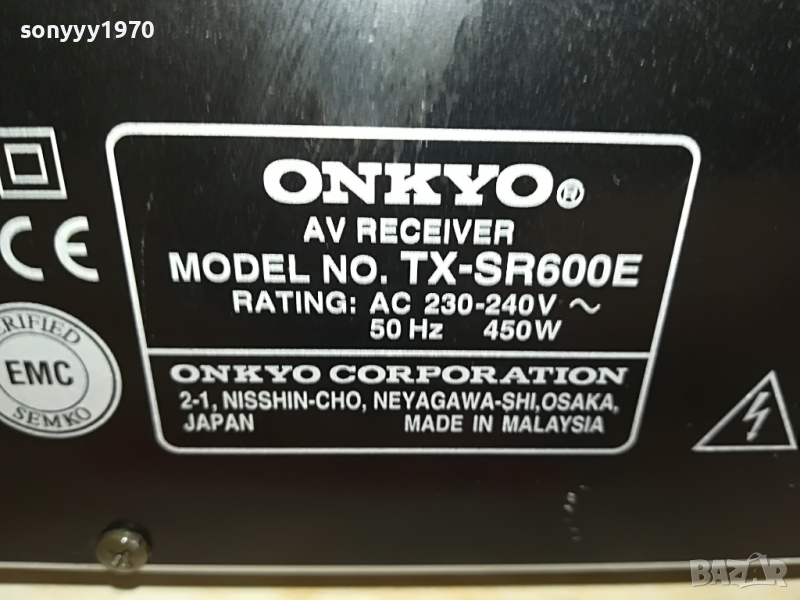 sonyyy1970
ONKYO®
AV RECEIVER
MODEL NO. TX-SR600E
RATING: AC 230-240V ~
50 Hz 450W
ONKYO CORPORATION
2-1, NISSHIN-CHO, NEYAGAWA-SHI,OSAKA,
JAPAN MADE IN MALAYSIA
CE
EMC
SEMKO
BAZAR